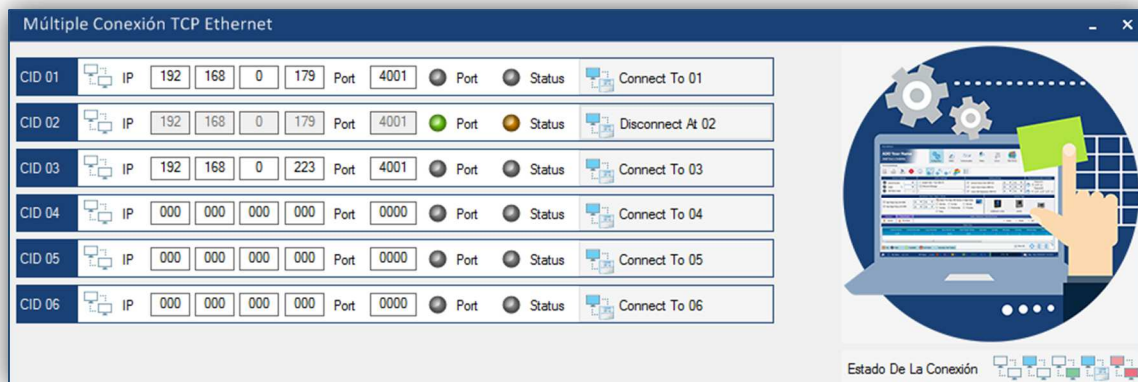 Múltiple Conexión TCP Ethernet
CID 01 IP 192 168 0 179 Port 4001 Port Status Connect To 01
CID 02 IP 192 168 0 179 Port 4001 Port Status Disconnect At 02
CID 03 IP 192 168 0 223 Port 4001 Port Status Connect To 03
CID 04 IP 000 000 000 000 Port 0000 Port Status Connect To 04
CID 05 IP 000 000 000 000 Port 0000 Port Status Connect To 05
CID 06 IP 000 000 000 000 Port 0000 Port Status Connect To 06
Estado De La Conexión